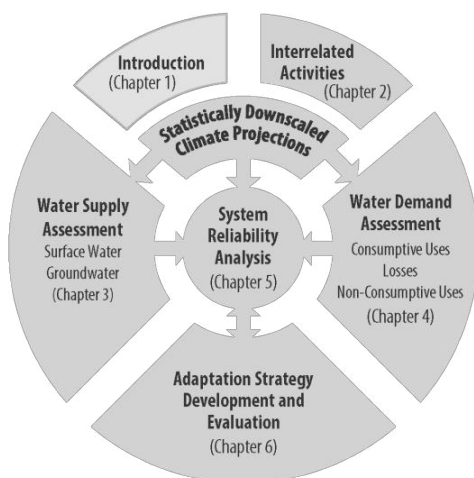 Introduction
(Chapter 1)
Interrelated
Activities
(Chapter 2)
Statistically Downscaled
Climate Projections
Water Supply
Assessment
Surface Water
Groundwater
(Chapter 3)
System
Reliability
Analysis
(Chapter 5)
Water Demand
Assessment
Consumptive Uses
Losses
Non-Consumptive Uses
(Chapter 4)
Adaptation Strategy
Development and
Evaluation
(Chapter 6)